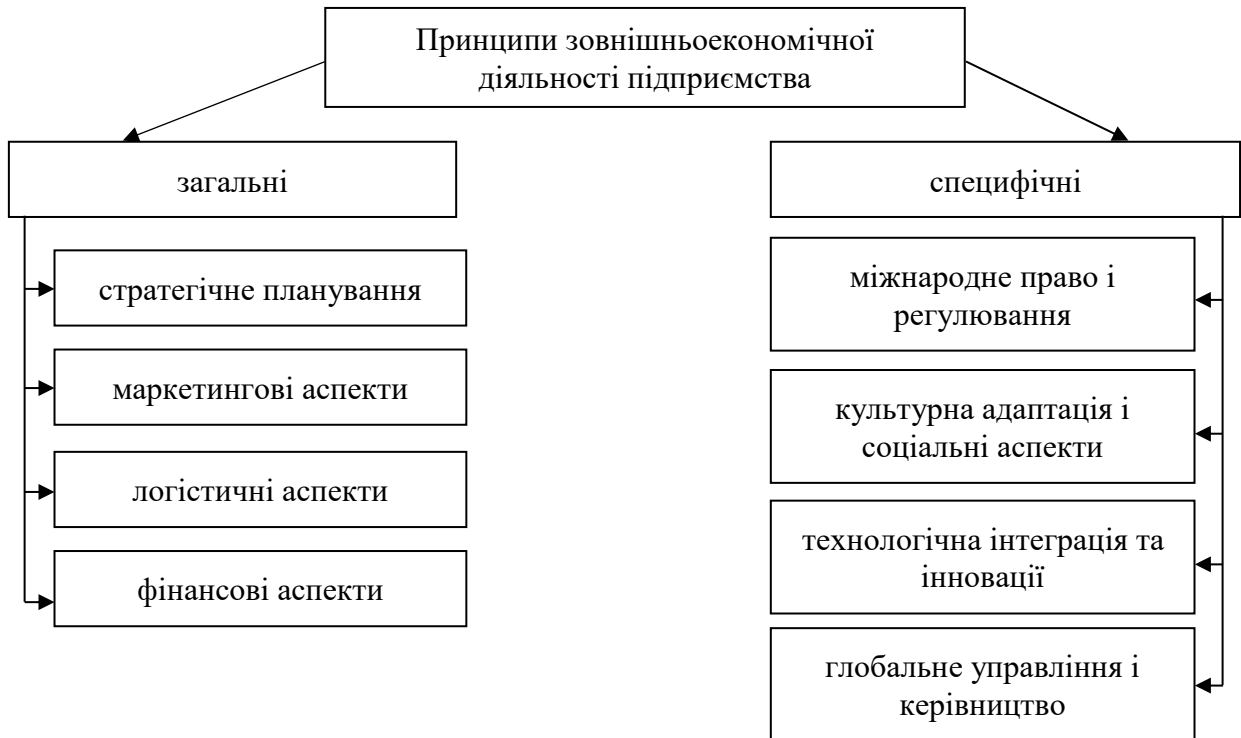 Принципи зовнішньоекономічної
діяльності підприємства
загальні
стратегічне планування
маркетингові аспекти
логістичні аспекти
фінансові аспекти
специфічні
міжнародне право і
регулювання
культурна адаптація і
соціальні аспекти
технологічна інтеграція та
інновації
глобальне управління і
керівництво